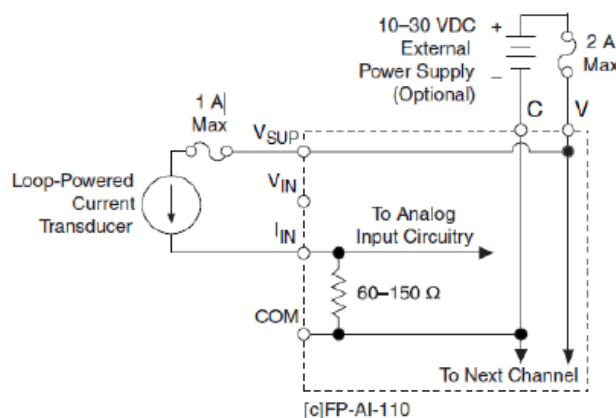 10–30 VDC
External
Power Supply
(Optional)
+
–
2 A
Max
C
V
1 A
Max
VSUP
VIN
IIN
COM
Loop-Powered
Current
Transducer
To Analog
Input Circuitry
60–150 Ω
To Next Channel
[c]FP-AI-110